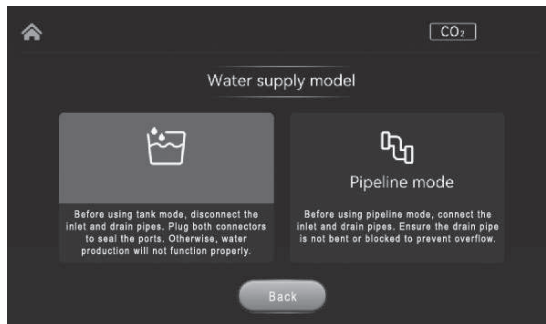 CO₂
Water supply model
Pipeline mode
Before using tank mode, disconnect the
inlet and drain pipes. Plug both connectors
to seal the ports. Otherwise, water
production will not function properly.
Before using pipeline mode, connect the
inlet and drain pipes. Ensure the drain pipe
is not bent or blocked to prevent overflow.
Back